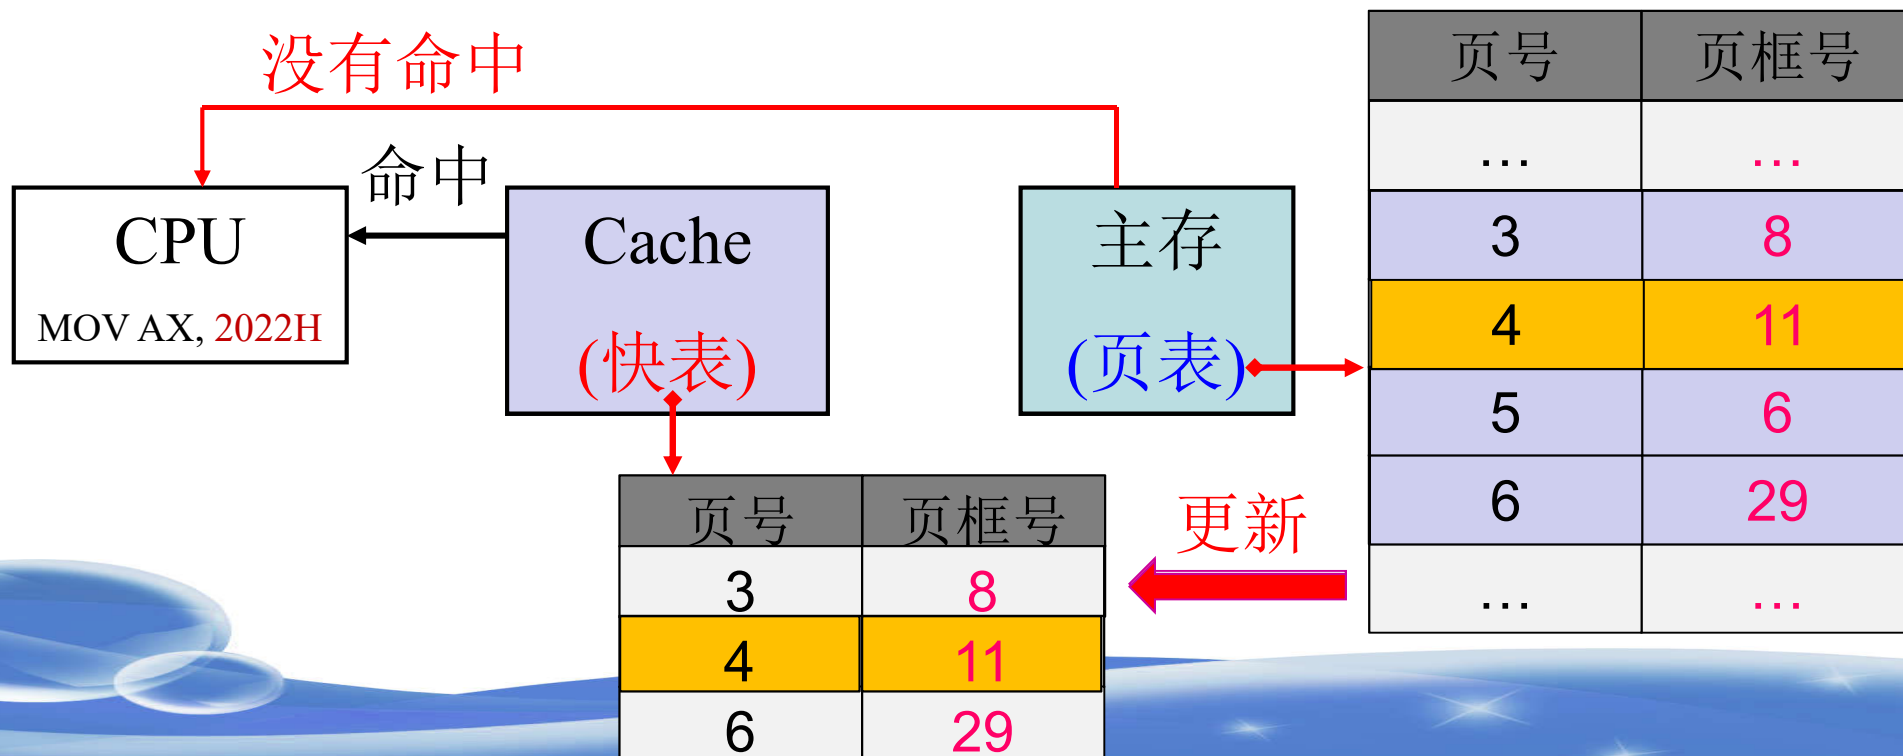 没有命中
命中
CPU
MOV AX, 2022H
Cache
(快表)
主存
(页表)
页号 页框号
… …
3 8
4 11
5 6
6 29
… …
更新
页号 页框号
3 8
4 11
6 29